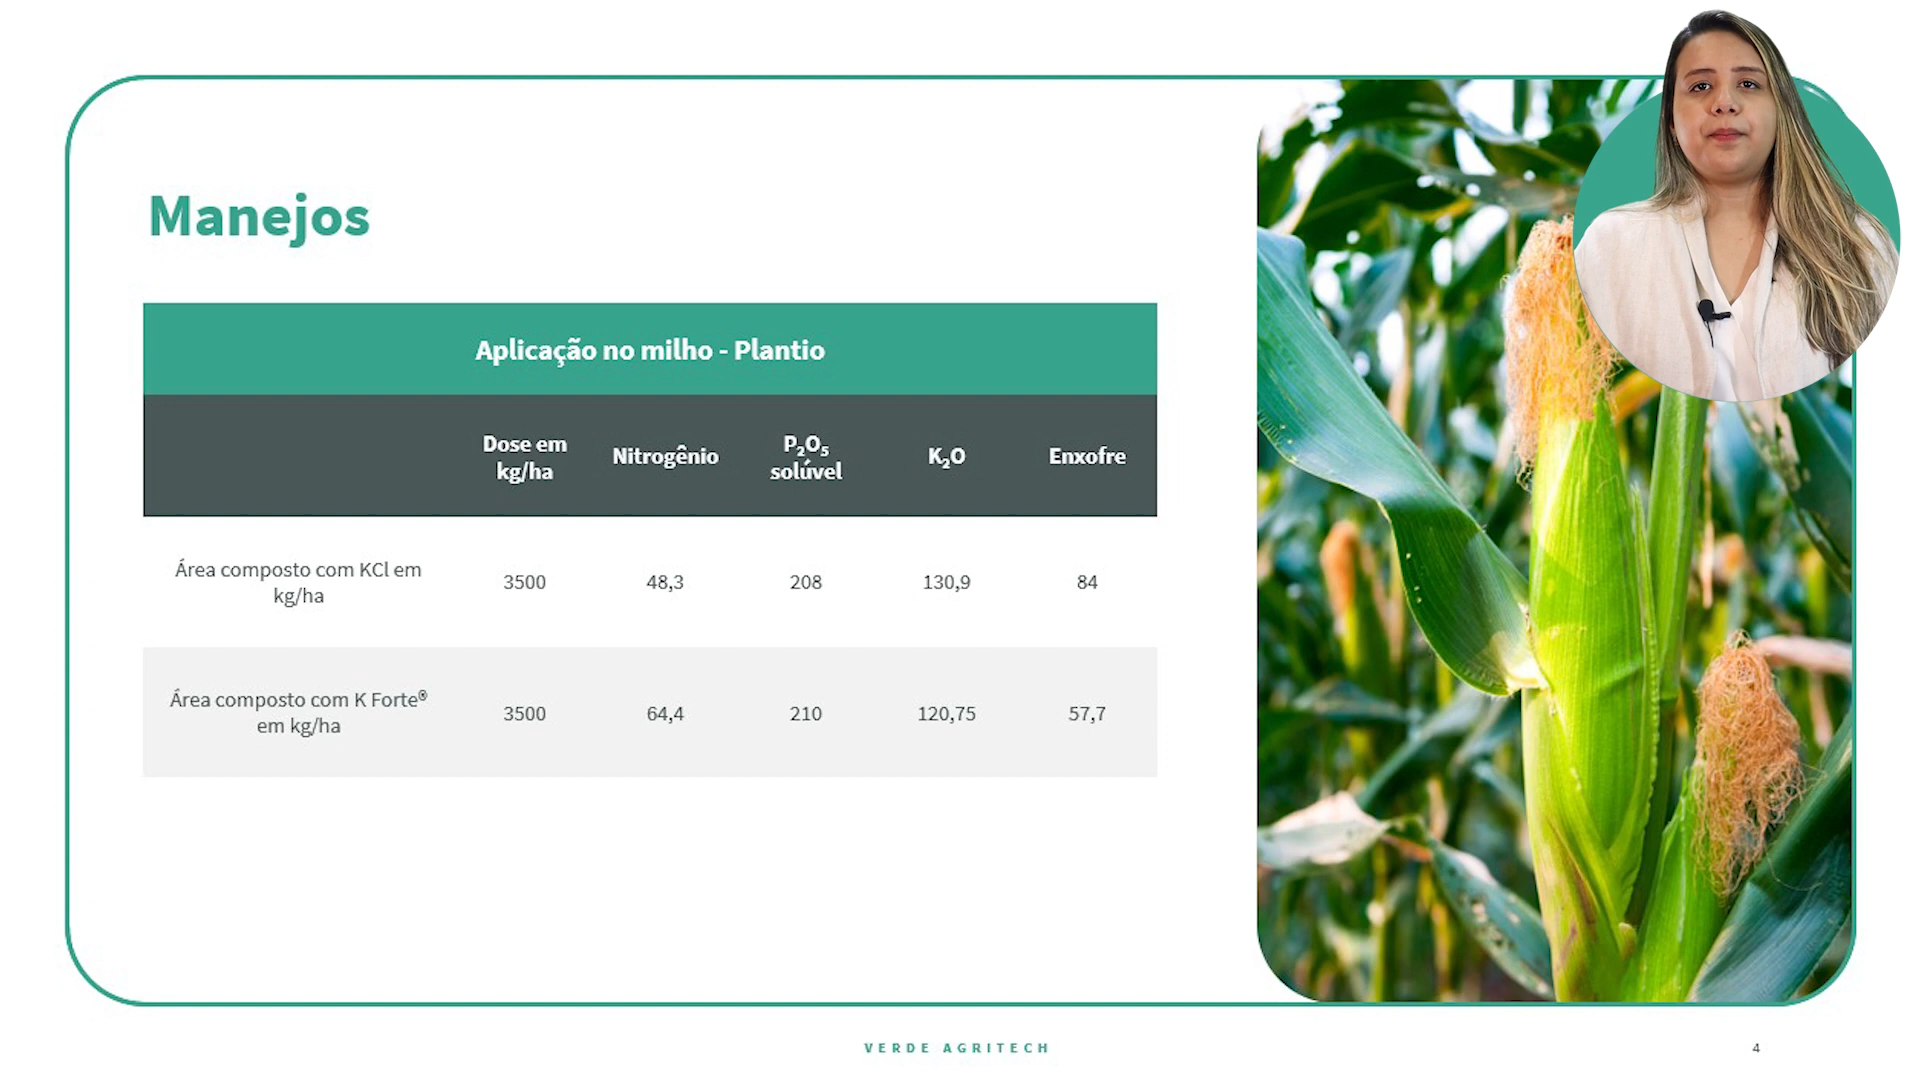 Manejos
Aplicação no milho - Plantio
Dose em
kg/ha
Nitrogênio
P₂O₅
solúvel
K₂O
Enxofre
Área composto com KCl em
kg/ha
3500
48,3
208
130,9
84
Área composto com K Forte®
em kg/ha
3500
64,4
210
120,75
57,7
VERDE AGRITECH
4